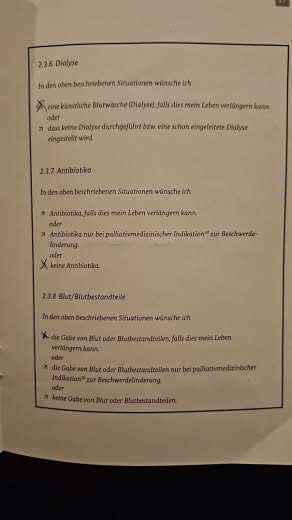 2.3.6 Dialyse
In den oben beschriebenen Situationen wünsche ich
eine künstliche Blutwäsche (Dialyse), falls dies mein Leben verlängern kann.
oder
dass keine Dialyse durchgeführt bzw. eine schon eingeleitete Dialyse
eingestellt wird.
2.3.7 Antibiotika
In den oben beschriebenen Situationen wünsche ich
Antibiotika, falls dies mein Leben verlängern kann.
oder
Antibiotika nur bei palliativmedizinischer Indikation zur Beschwerde-
linderung.
oder
X keine Antibiotika.
2.3.8 Blut/Blutbestandteile
In den oben beschriebenen Situationen wünsche ich
X die Gabe von Blut oder Blutbestandteilen, falls dies mein Leben
verlängern kann.
oder
die Gabe von Blut oder Blutbestandteilen nur bei palliativmedizinischer
Indikation zur Beschwerdelinderung.
oder
keine Gabe von Blut oder Blutbestandteilen.